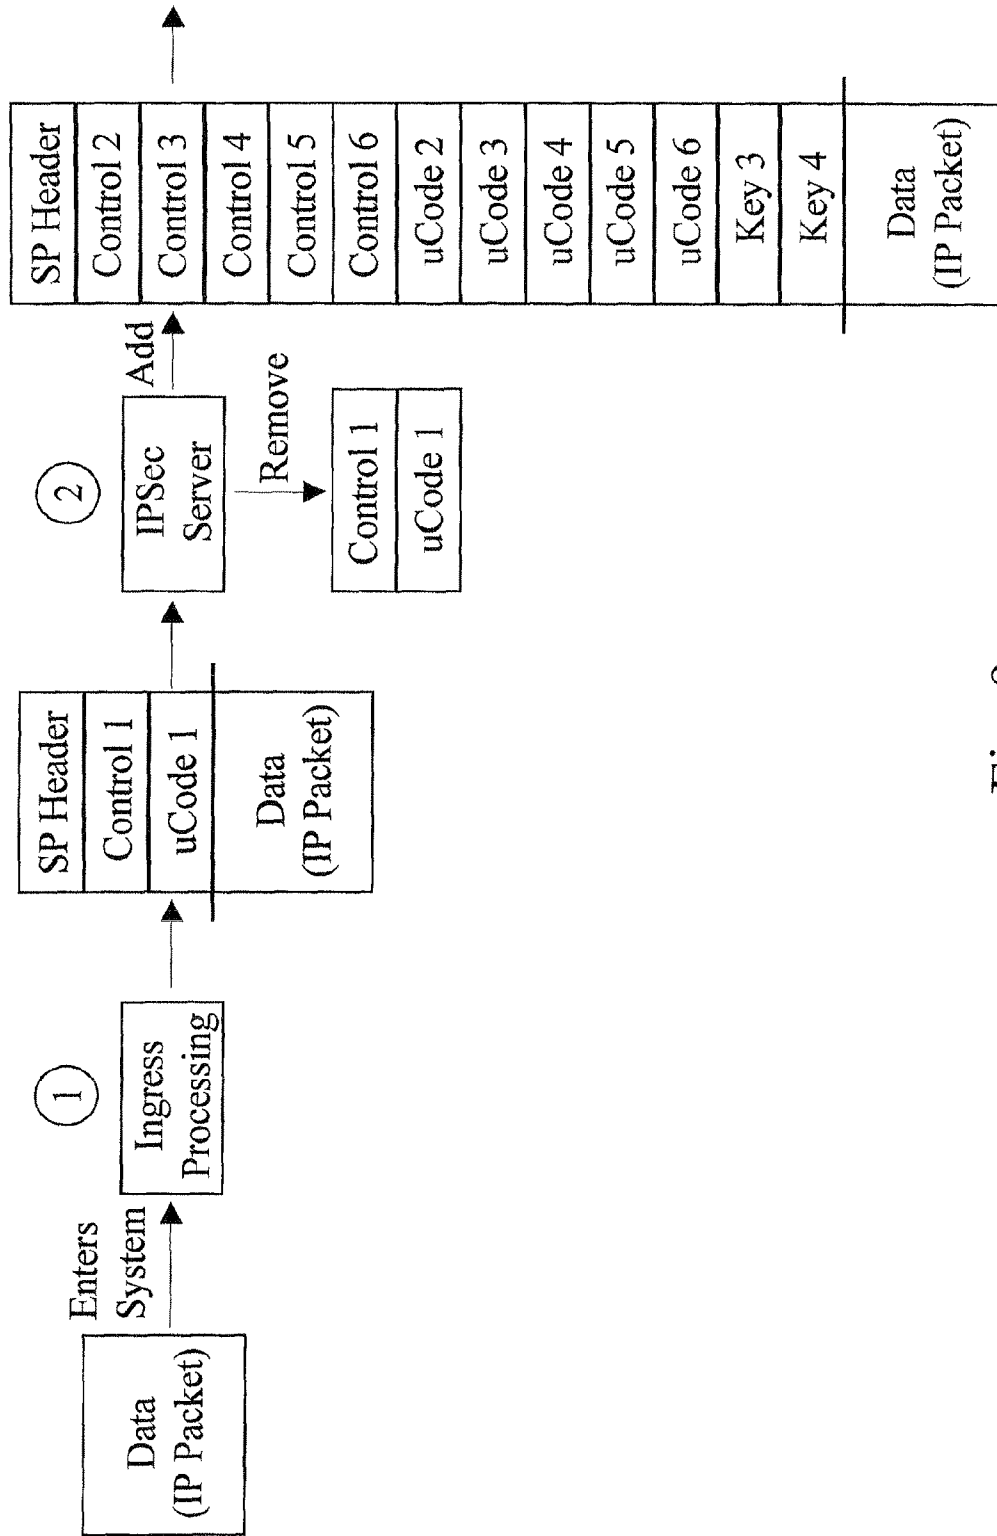 Data
(IP Packet)
Enters
System
1
Ingress
Processing
SP Header
Control 1
uCode 1
Data
(IP Packet)
2
IPSec
Server
Add
Remove
Control 1
uCode 1
SP Header
Control 2
Control 3
Control 4
Control 5
Control 6
uCode 2
uCode 3
uCode 4
uCode 5
uCode 6
Key 3
Key 4
Data
(IP Packet)